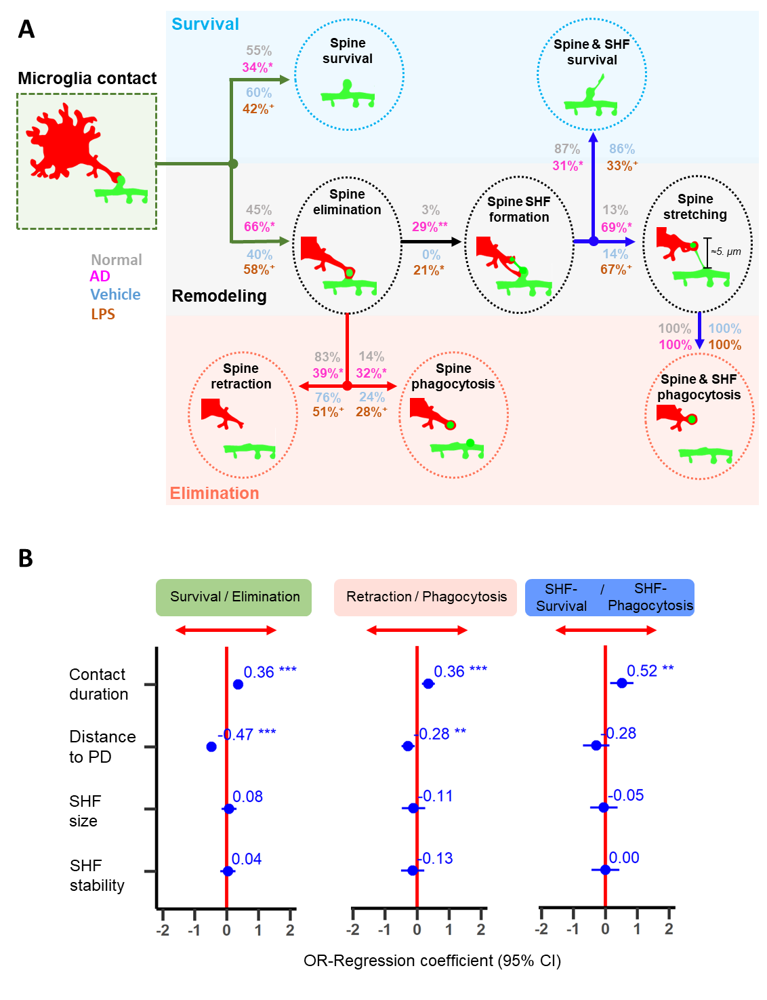 A
Survival
Microglia contact
55%
34%*
60%
42%⁺
Spine
survival
Spine & SHF
survival
87%
31%*
86%
33%⁺
45%
66%*
40%
58%⁺
Spine
elimination
3%
29%**
0%
21%*
Spine SHF
formation
13%
69%*
14%
67%⁺
Spine
stretching
≈5. µm
Normal
AD
Vehicle
LPS
Remodeling
83%
39%*
76%
51%⁺
14%
32%*
24%
28%⁺
100%
100%
100%
100%
Spine
retraction
Spine
phagocytosis
Spine & SHF
phagocytosis
Elimination
B
Survival / Elimination
Retraction / Phagocytosis
SHF-
Survival
/
SHF-
Phagocytosis
Contact
duration
0.36 ***
0.36 ***
0.52 **
Distance
to PD
-0.47 ***
-0.28 **
-0.28
SHF
size
0.08
-0.11
-0.05
SHF
stability
0.04
-0.13
0.00
-2 -1 0 1 2
-2 -1 0 1 2
-2 -1 0 1 2
OR-Regression coefficient (95% CI)